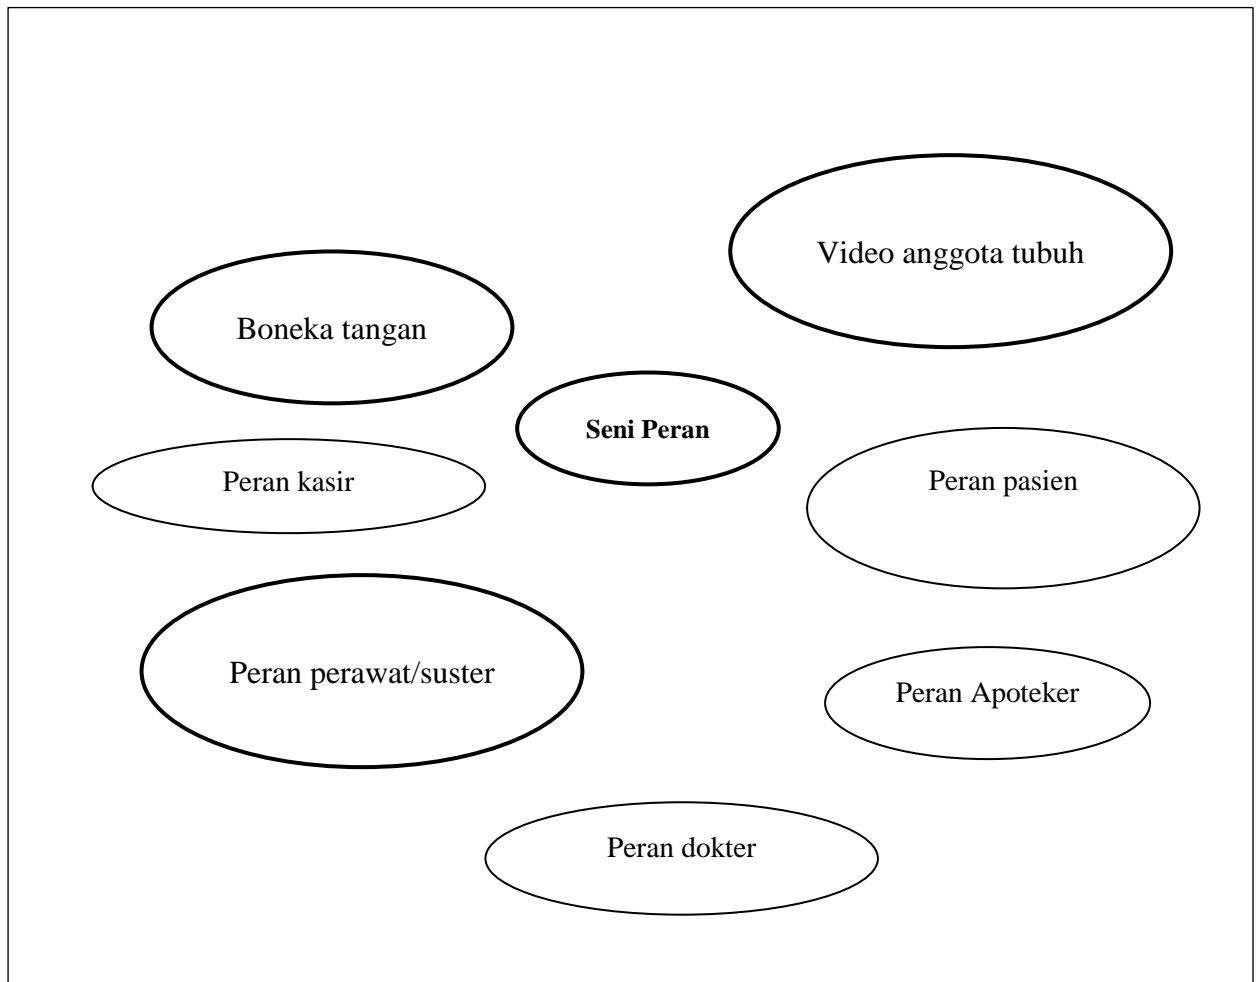 Video anggota tubuh
Boneka tangan
Seni Peran
Peran kasir
Peran pasien
Peran perawat/suster
Peran Apoteker
Peran dokter